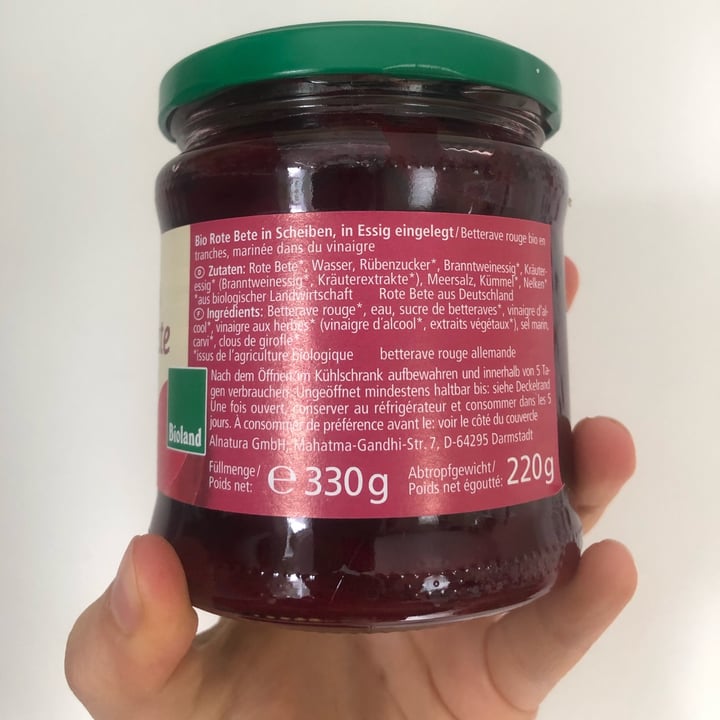 Bio Rote Bete in Scheiben, in Essig eingelegt/Betterave rouge bio en
tranches, marinée dans du vinaigre
D Zutaten: Rote Bete*, Wasser, Rübenzucker*, Branntweinessig*, Kräuter-
essig* (Branntweinessig*, Kräuterextrakte*), Meersalz, Kümmel*, Nelken*
*aus biologischer Landwirtschaft Rote Bete aus Deutschland
F Ingrédients: Betterave rouge*, eau, sucre de betteraves*, vinaigre d'al-
cool*, vinaigre aux herbes* (vinaigre d'alcool*, extraits végétaux*), sel marin,
carvi*, clous de girofle*
*issus de l'agriculture biologique betterave rouge allemande
Nach dem Öffnen im Kühlschrank aufbewahren und innerhalb von 5 Ta-
gen verbrauchen. Ungeöffnet mindestens haltbar bis: siehe Deckelrand
Une fois ouvert, conserver au réfrigérateur et consommer dans les 5
jours. À consommer de préférence avant le: voir le côté du couvercle
Alnatura GmbH, Mahatma-Gandhi-Str. 7, D-64295 Darmstadt
Bioland
Füllmenge/
Poids net: e 330g
Abtropfgewicht/
Poids net égoutté: 220g